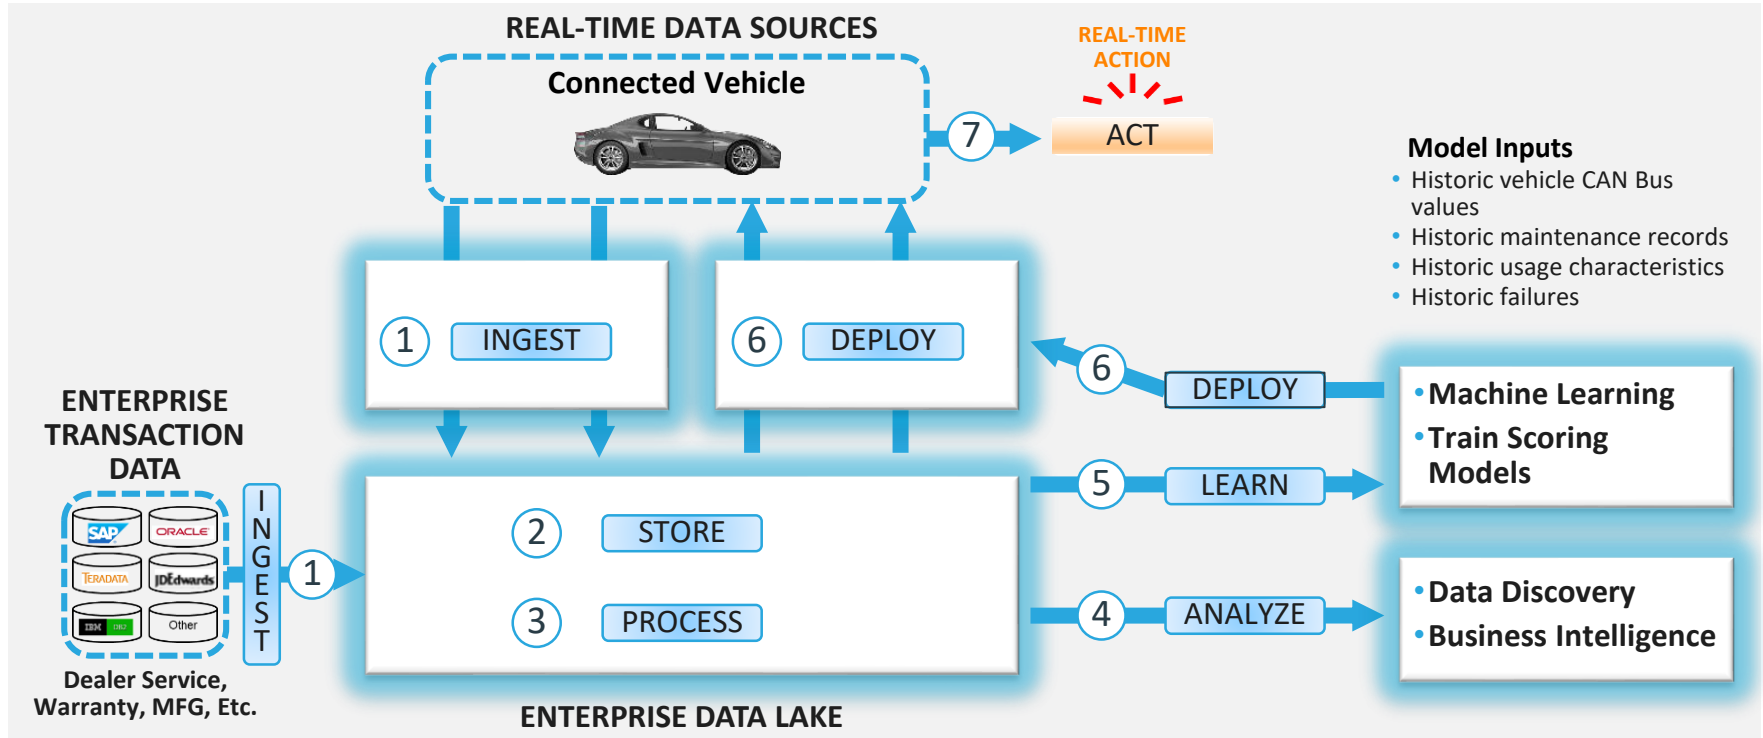 REAL-TIME DATA SOURCES
Connected Vehicle
REAL-TIME
ACTION
7
ACT
Model Inputs
• Historic vehicle CAN Bus
values
• Historic maintenance records
• Historic usage characteristics
• Historic failures
1
INGEST
6
DEPLOY
6
DEPLOY
• Machine Learning
• Train Scoring
Models
ENTERPRISE
TRANSACTION
DATA
SAP
ORACLE
TERADATA
JDEdwards
IBM
Other
INGEST
1
Dealer Service,
Warranty, MFG, Etc.
2
STORE
3
PROCESS
5
LEARN
4
ANALYZE
• Data Discovery
• Business Intelligence
ENTERPRISE DATA LAKE